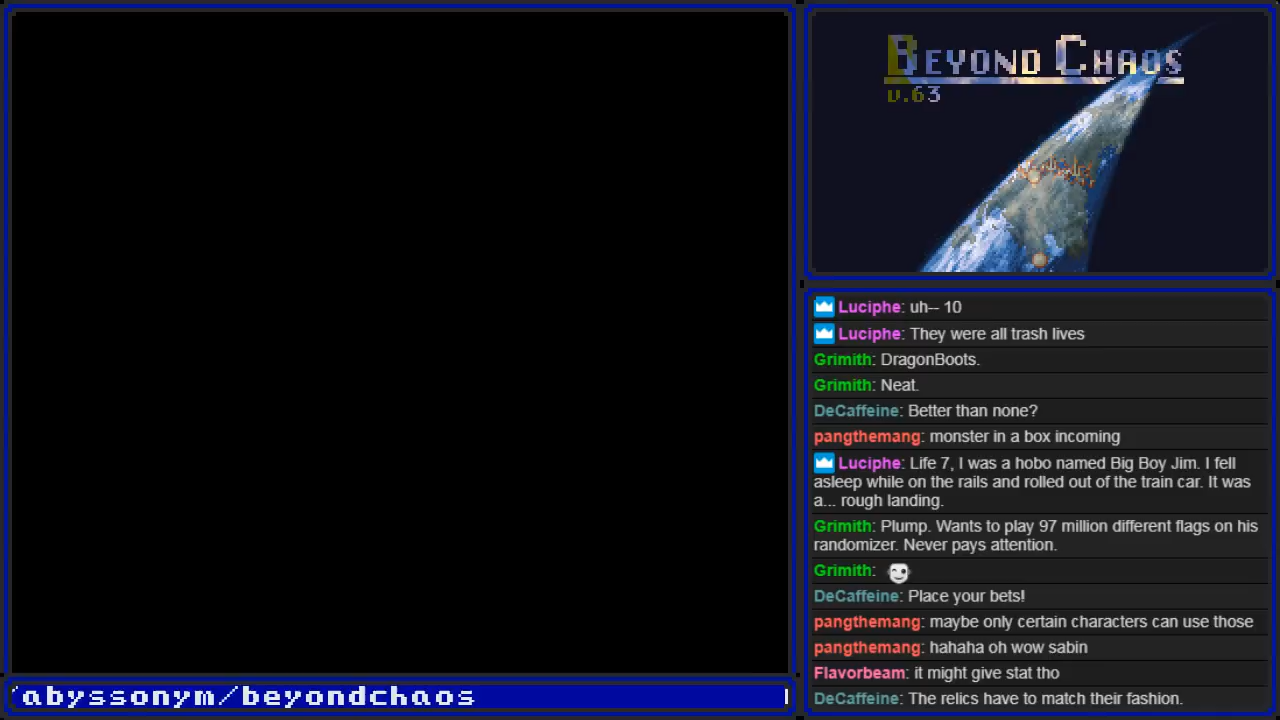 BEYOND CHAOS
v.63
Luciphe: uh-- 10
Luciphe: They were all trash lives
Grimith: DragonBoots.
Grimith: Neat.
DeCaffeine: Better than none?
pangthemang: monster in a box incoming
Luciphe: Life 7, I was a hobo named Big Boy Jim. I fell
asleep while on the rails and rolled out of the train car. It was
a... rough landing.
Grimith: Plump. Wants to play 97 million different flags on his
randomizer. Never pays attention.
Grimith:
DeCaffeine: Place your bets!
pangthemang: maybe only certain characters can use those
pangthemang: hahaha oh wow sabin
Flavorbeam: it might give stat tho
DeCaffeine: The relics have to match their fashion.
abyssonym/beyondchaos